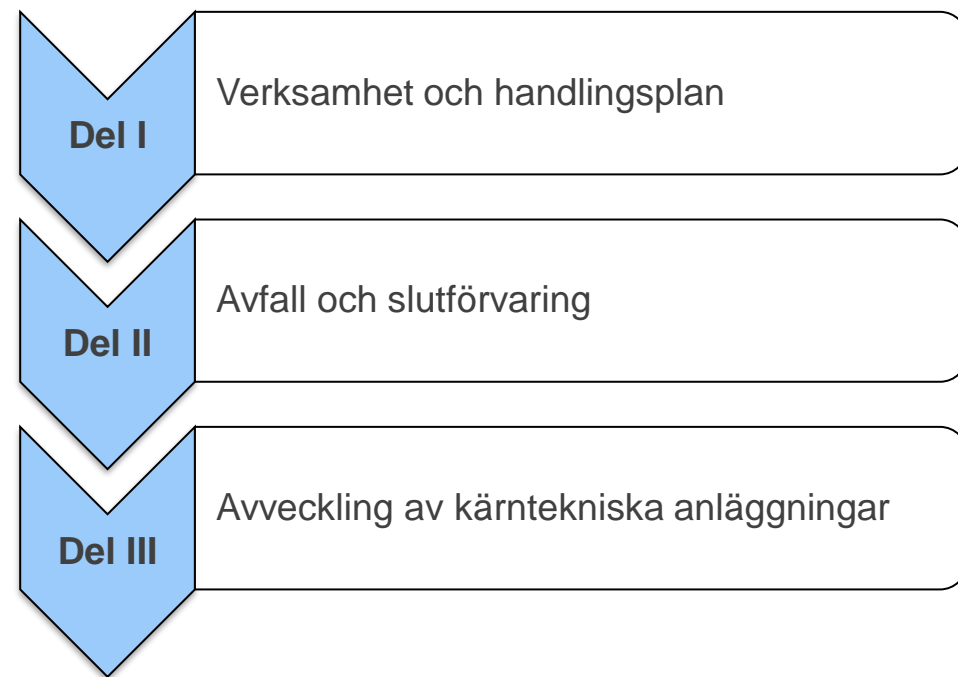 Del I
Verksamhet och handlingsplan
Del II
Avfall och slutförvaring
Del III
Avveckling av kärntekniska anläggningar